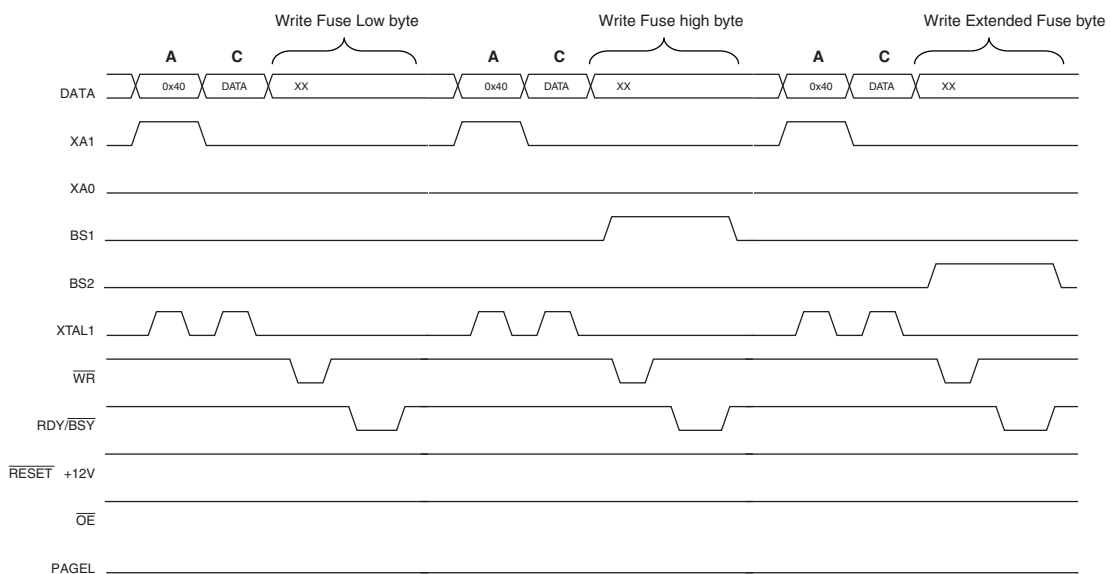 Write Fuse Low byte Write Fuse high byte Write Extended Fuse byte
A C A C A C
DATA 0x40 DATA XX 0x40 DATA XX 0x40 DATA XX
XA1
XA0
BS1
BS2
XTAL1
WR
RDY/BSY
RESET +12V
OE
PAGEL